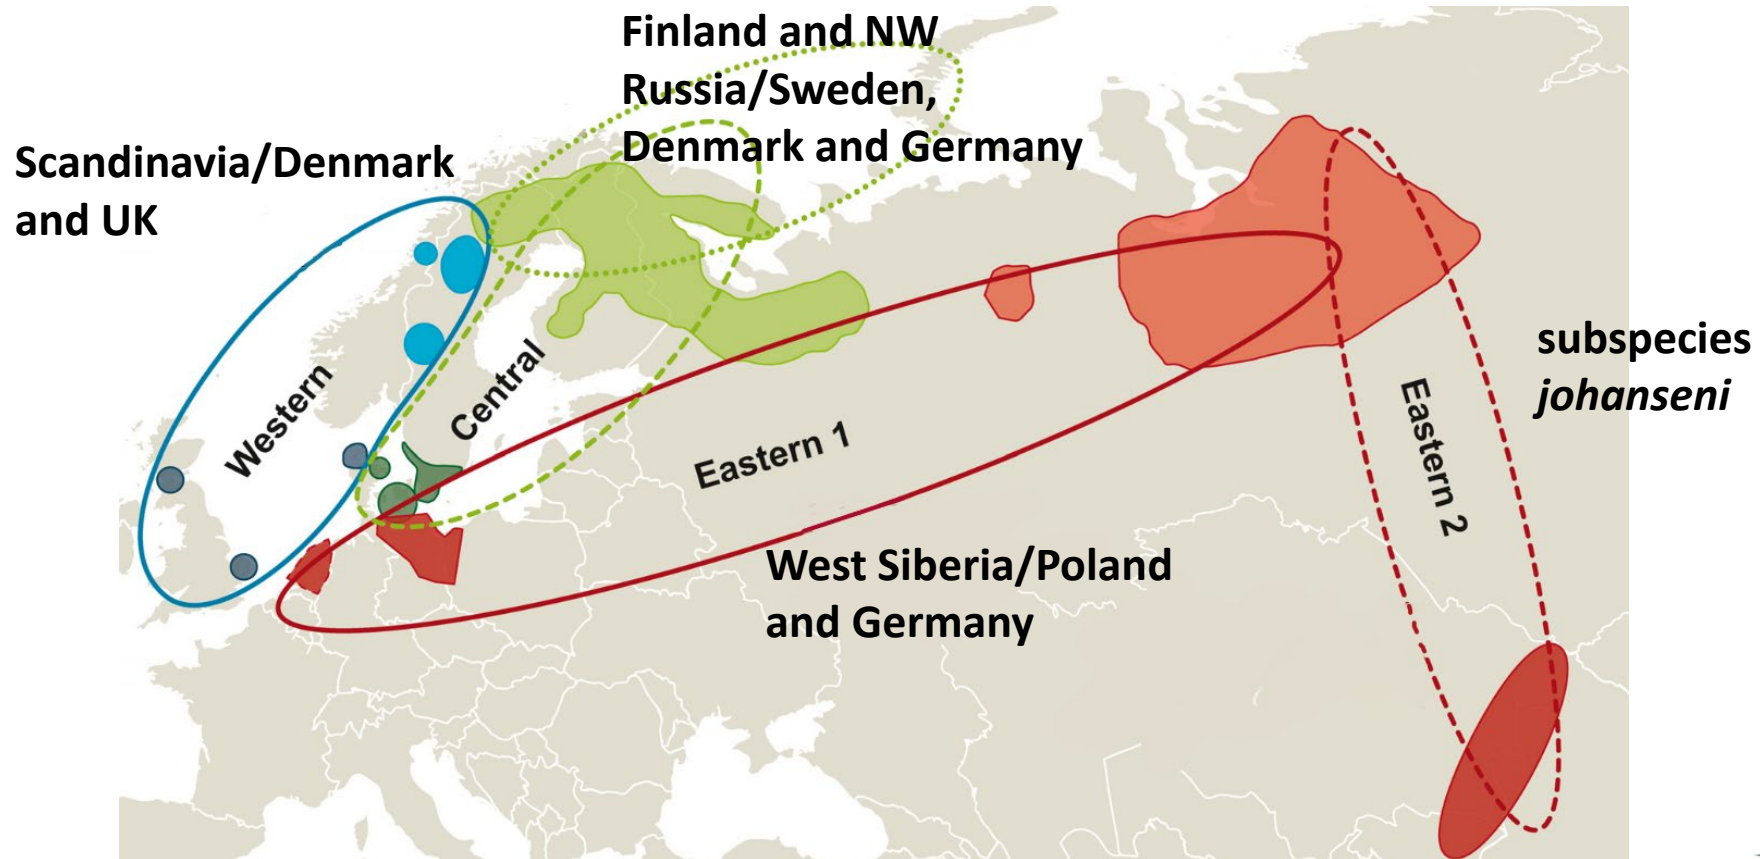 Finland and NW
Russia/Sweden,
Denmark and Germany
Scandinavia/Denmark
and UK
Western
Central
Eastern 1
Eastern 2
subspecies
johanseni
West Siberia/Poland
and Germany